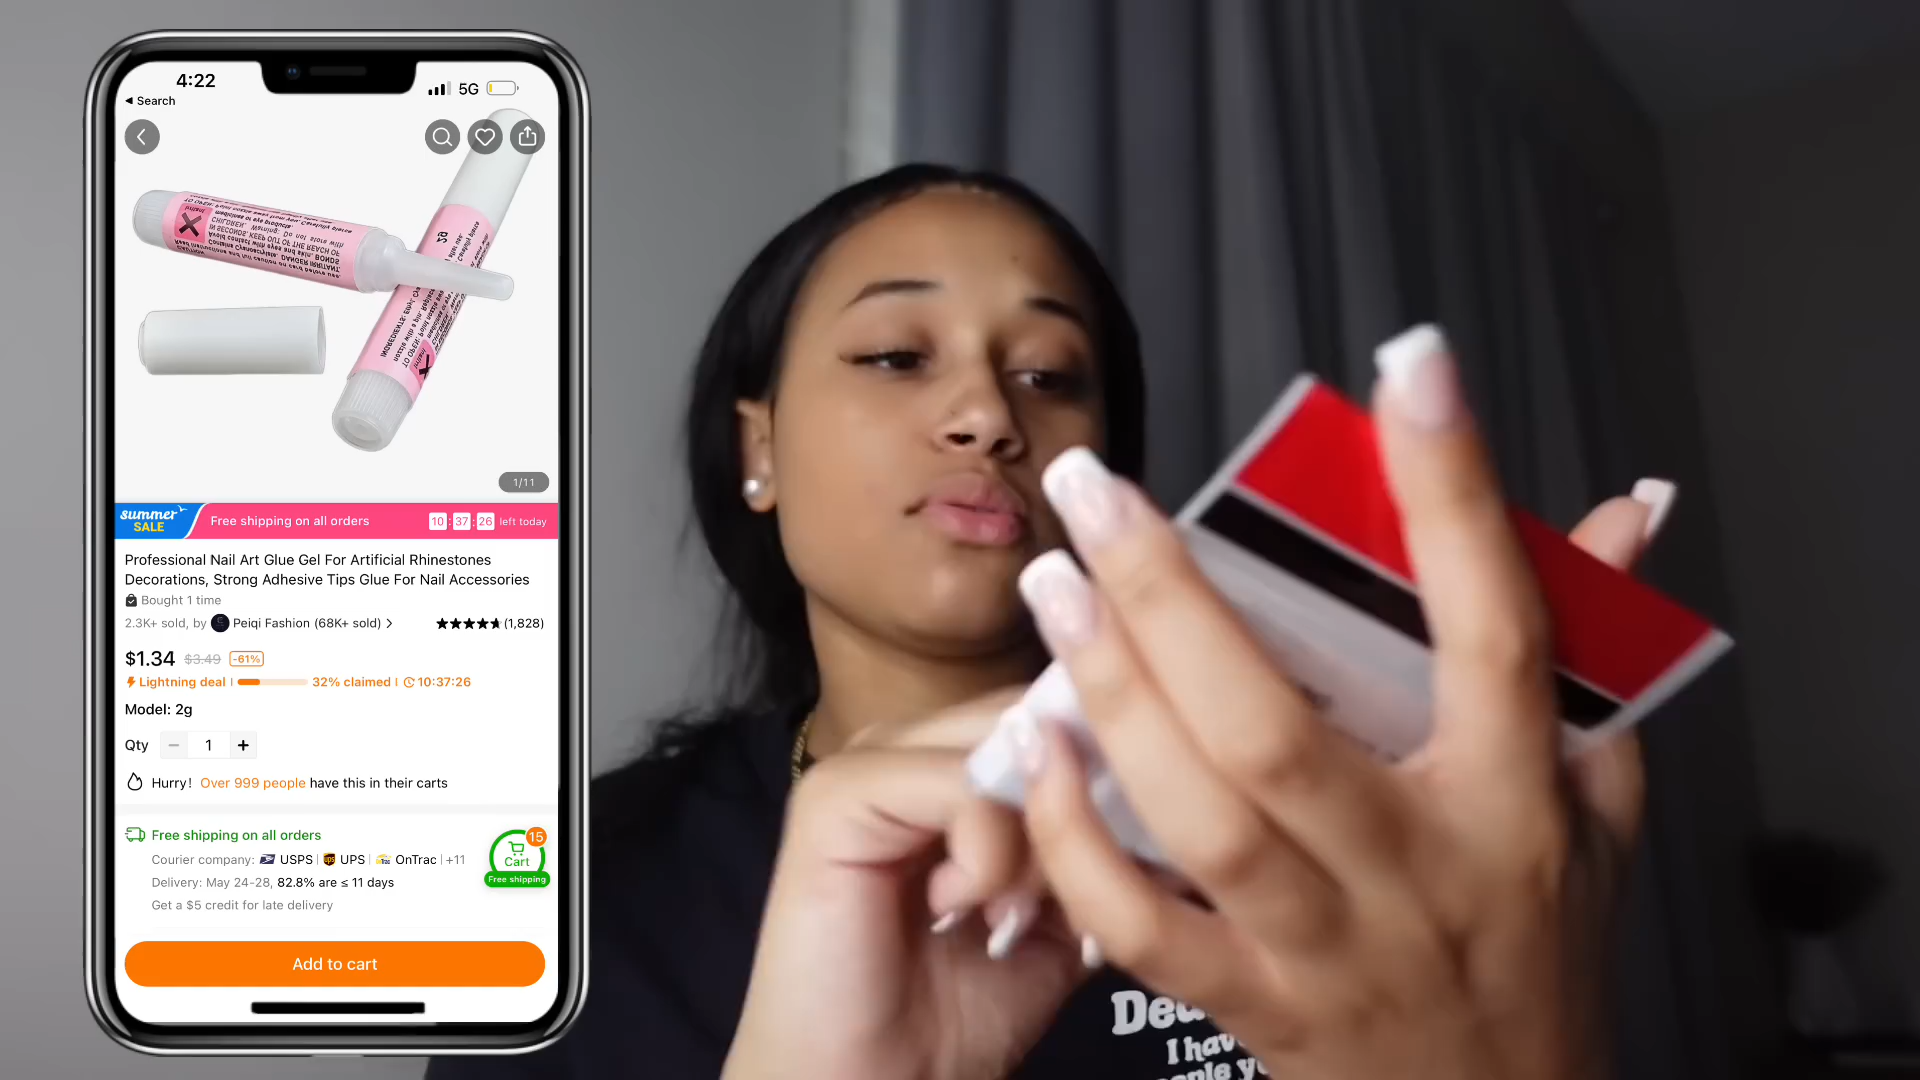 4:22
5G
Search
2g
1/11
summer
SALE
Free shipping on all orders
10:37:26 left today
Professional Nail Art Glue Gel For Artificial Rhinestones
Decorations, Strong Adhesive Tips Glue For Nail Accessories
Bought 1 time
2.3K+ sold, by Peiqi Fashion (68K+ sold)
(1,828)
$1.34 $3.49 -61%
Lightning deal | 32% claimed | 10:37:26
Model: 2g
Qty - 1 +
Hurry! Over 999 people have this in their carts
Free shipping on all orders
Courier company: USPS | UPS | OnTrac | +11
Delivery: May 24-28, 82.8% are ≤ 11 days
Get a $5 credit for late delivery
15
Cart
Free shipping
Add to cart
I have